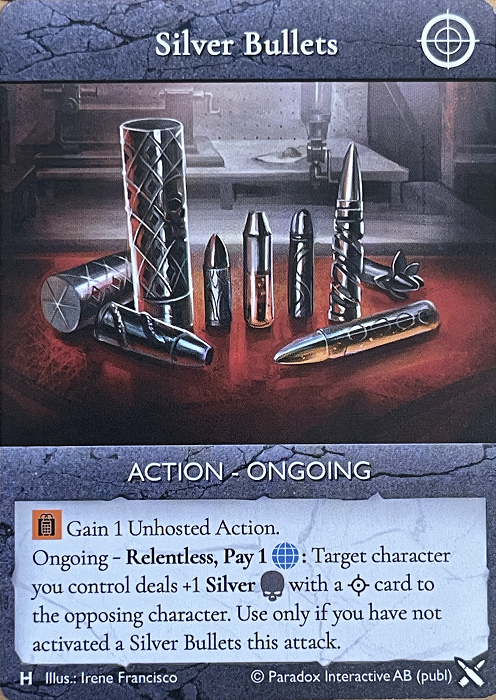 Silver Bullets
ACTION - ONGOING
Gain 1 Unhosted Action.
Ongoing – Relentless, Pay 1 : Target character
you control deals +1 Silver with a card to
the opposing character. Use only if you have not
activated a Silver Bullets this attack.
H Illus.: Irene Francisco © Paradox Interactive AB (publ)